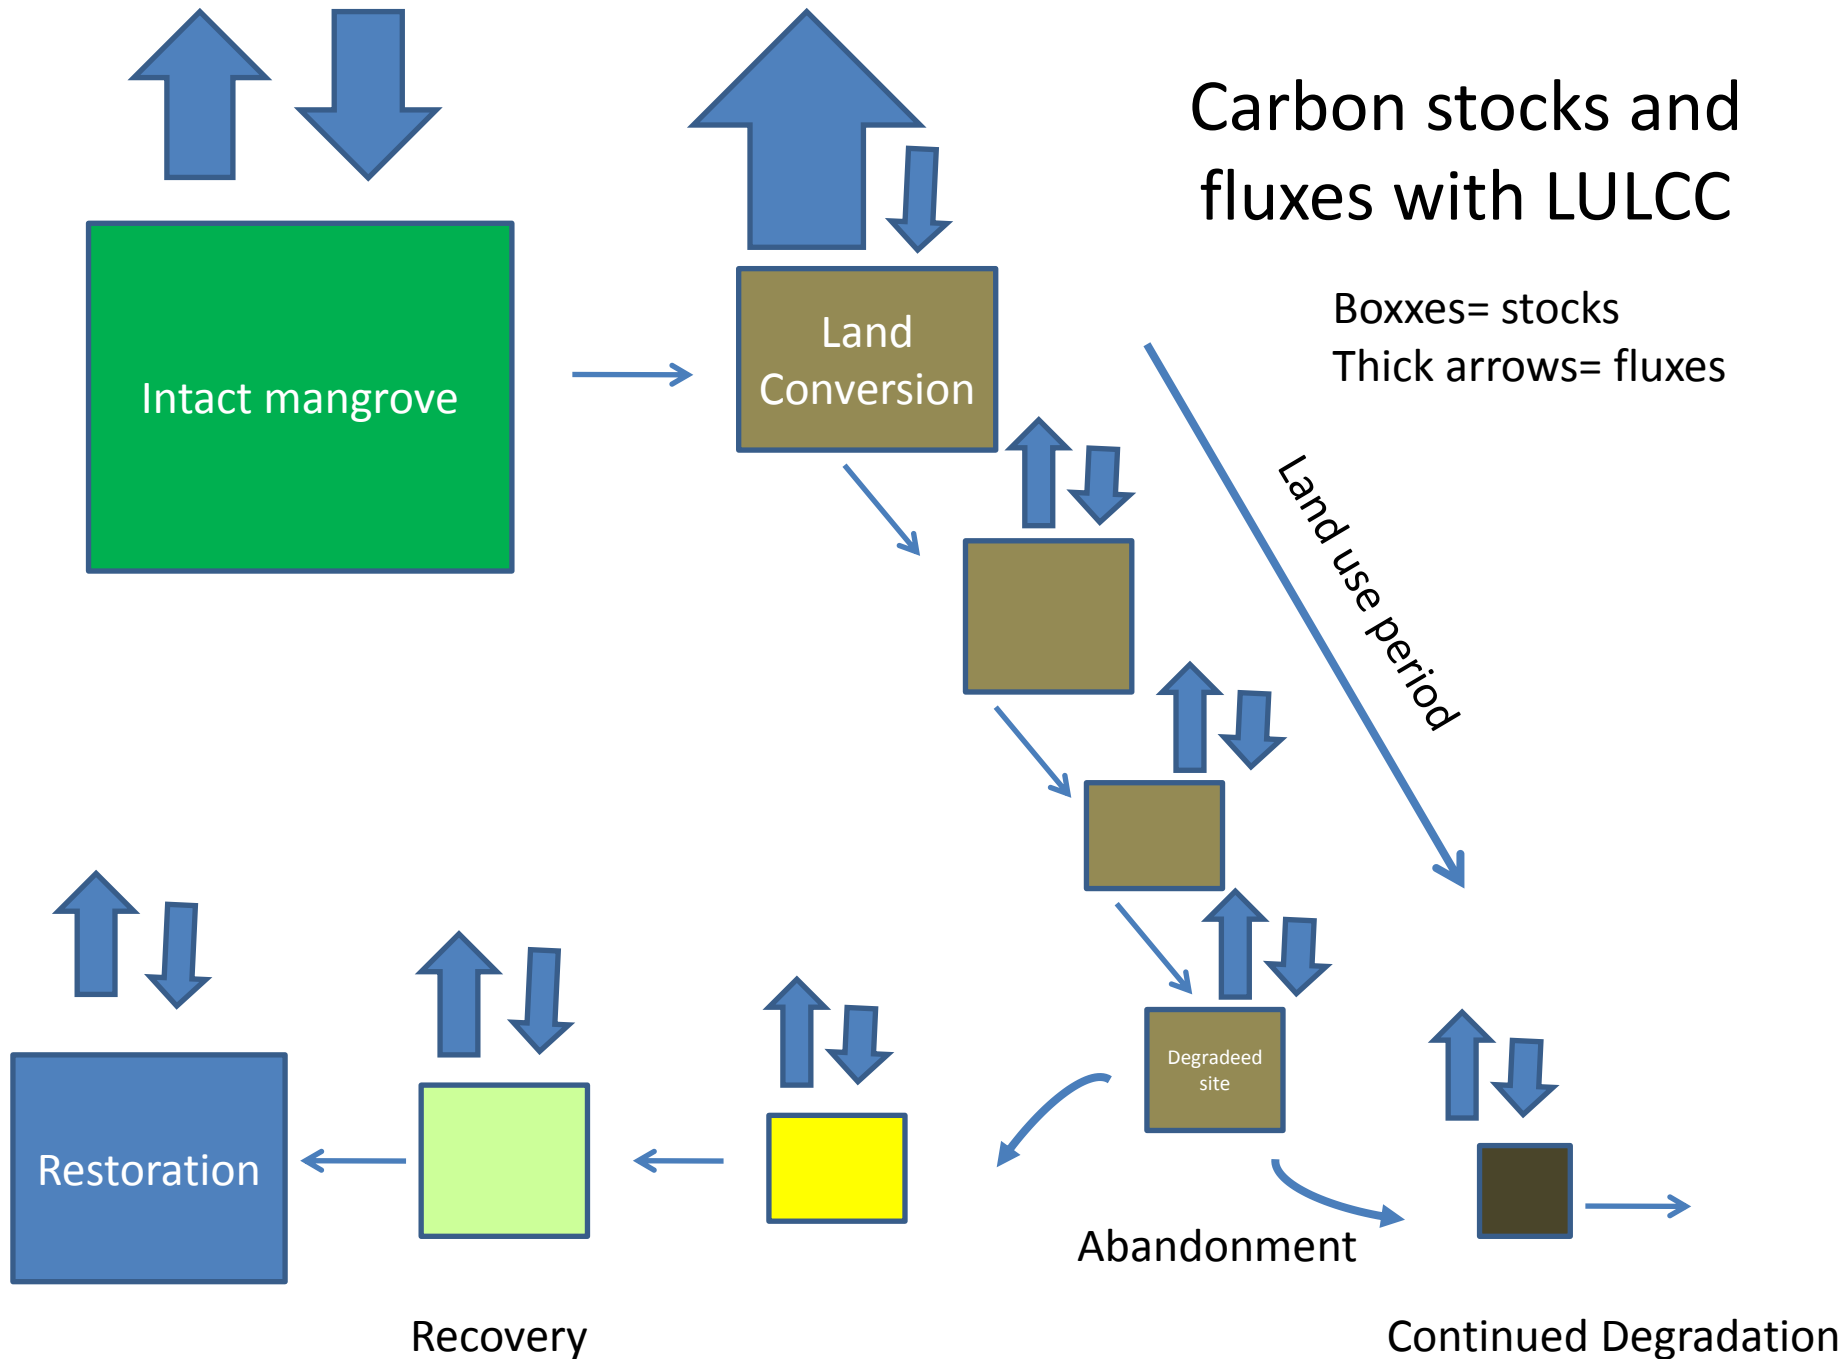 Carbon stocks and
fluxes with LULCC
Boxxes= stocks
Thick arrows= fluxes
Intact mangrove
Land
Conversion
Land use period
Degradeed
site
Restoration
Abandonment
Recovery
Continued Degradation